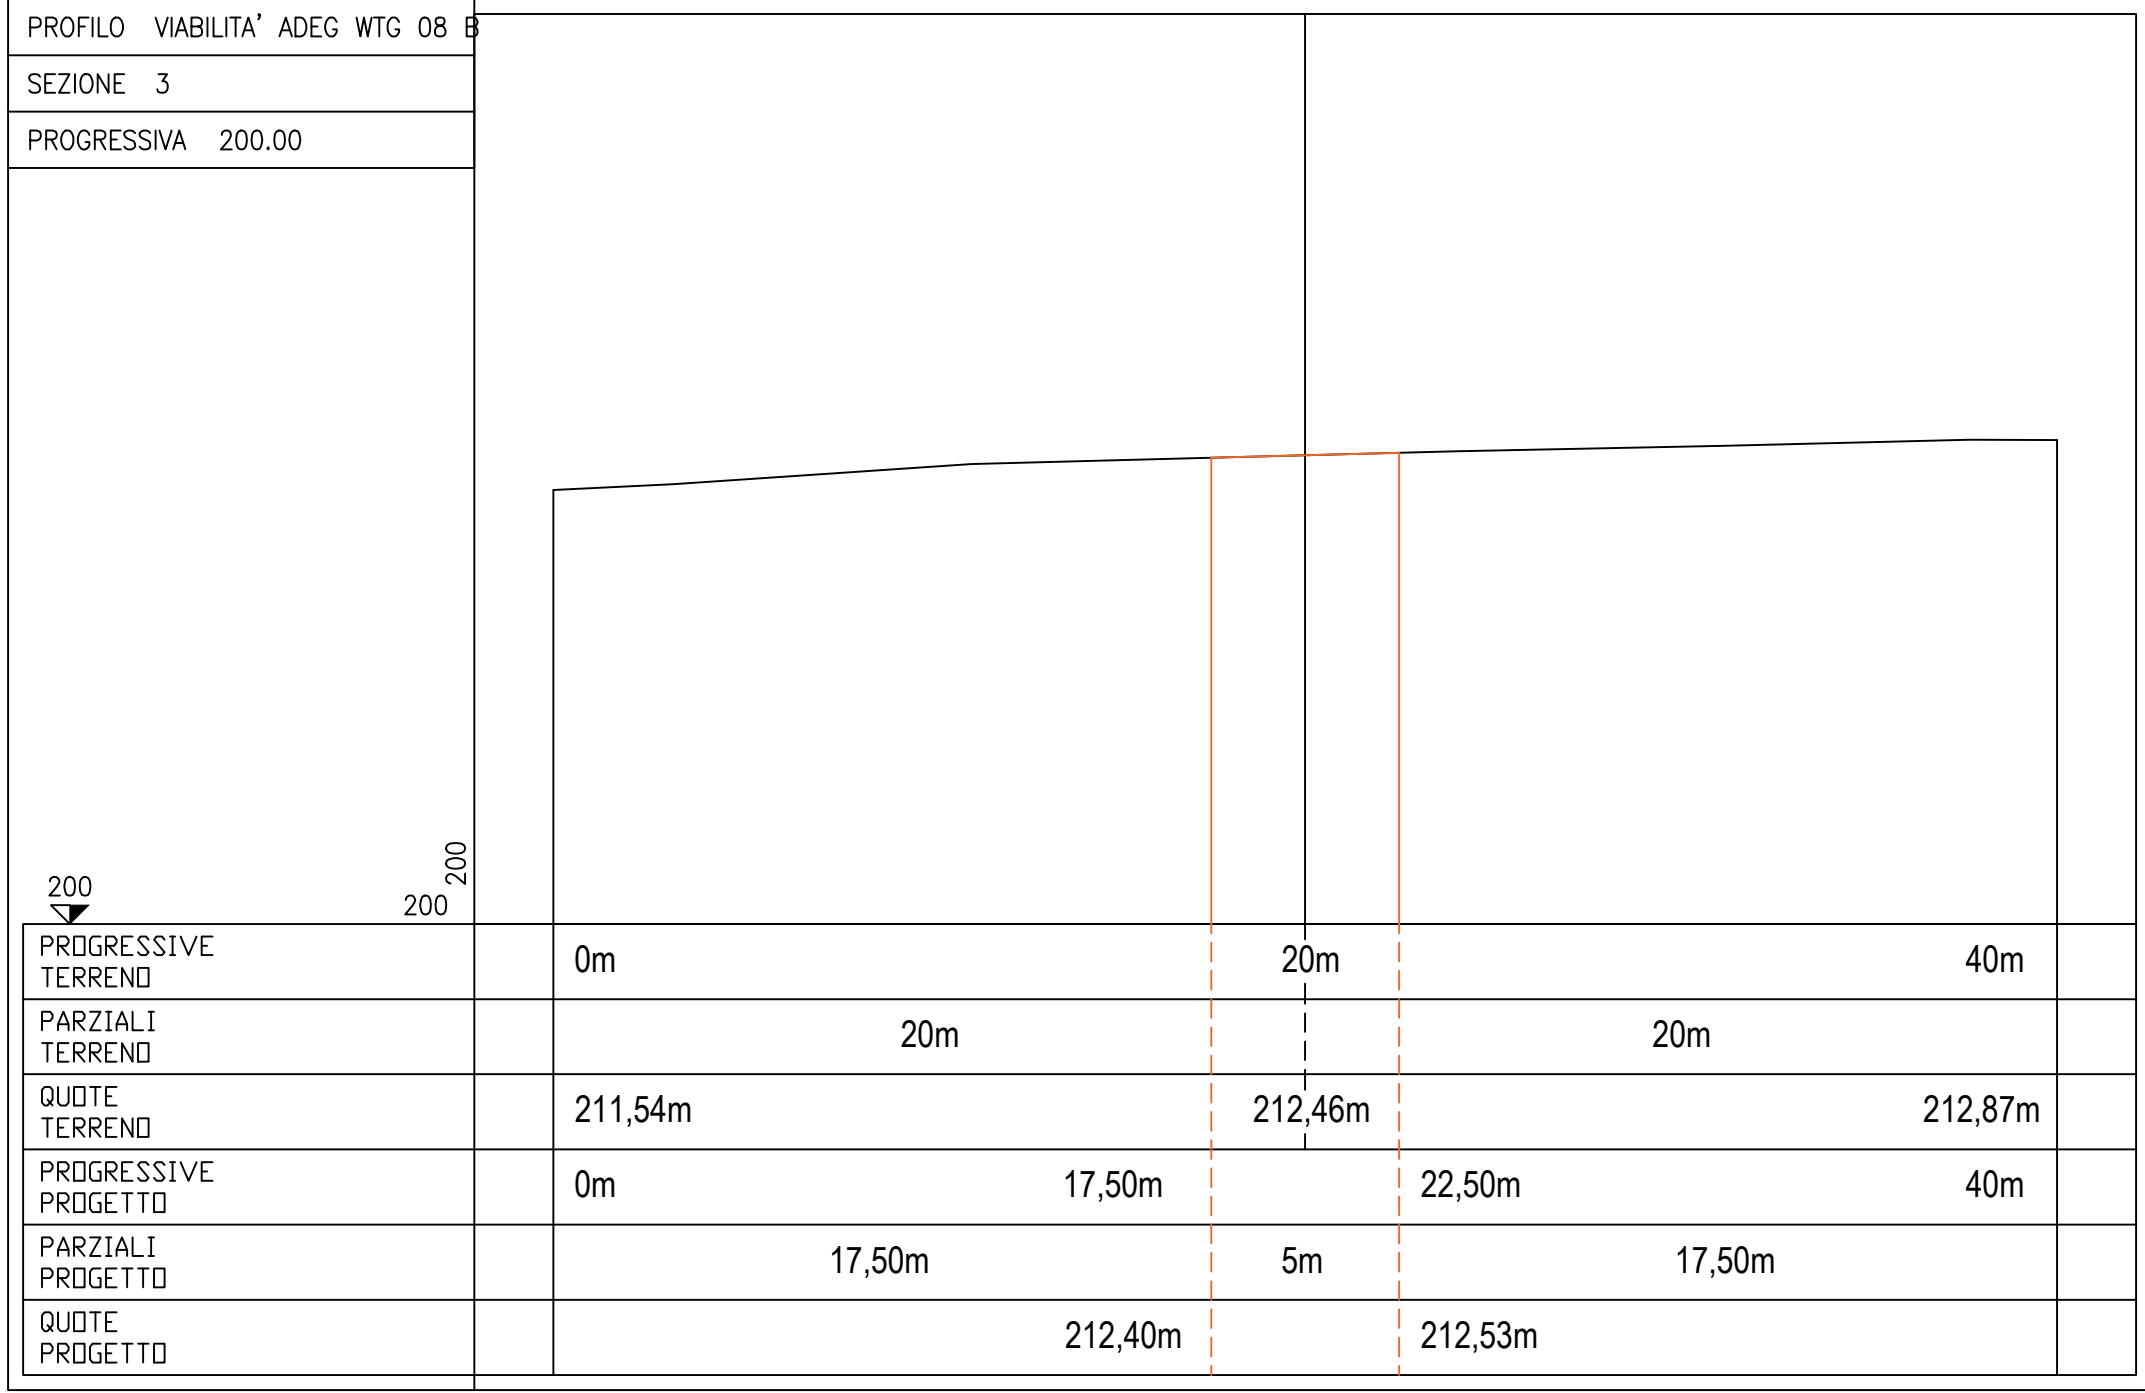 PROFILO VIABILITA' ADEG WTG 08 B
SEZIONE 3
PROGRESSIVA 200.00
200
200
200
PROGRESSIVE
TERRENO
0m 20m 40m
PARZIALI
TERRENO
20m 20m
QUOTE
TERRENO
211,54m 212,46m 212,87m
PROGRESSIVE
PROGETTO
0m 17,50m 22,50m 40m
PARZIALI
PROGETTO
17,50m 5m 17,50m
QUOTE
PROGETTO
212,40m 212,53m